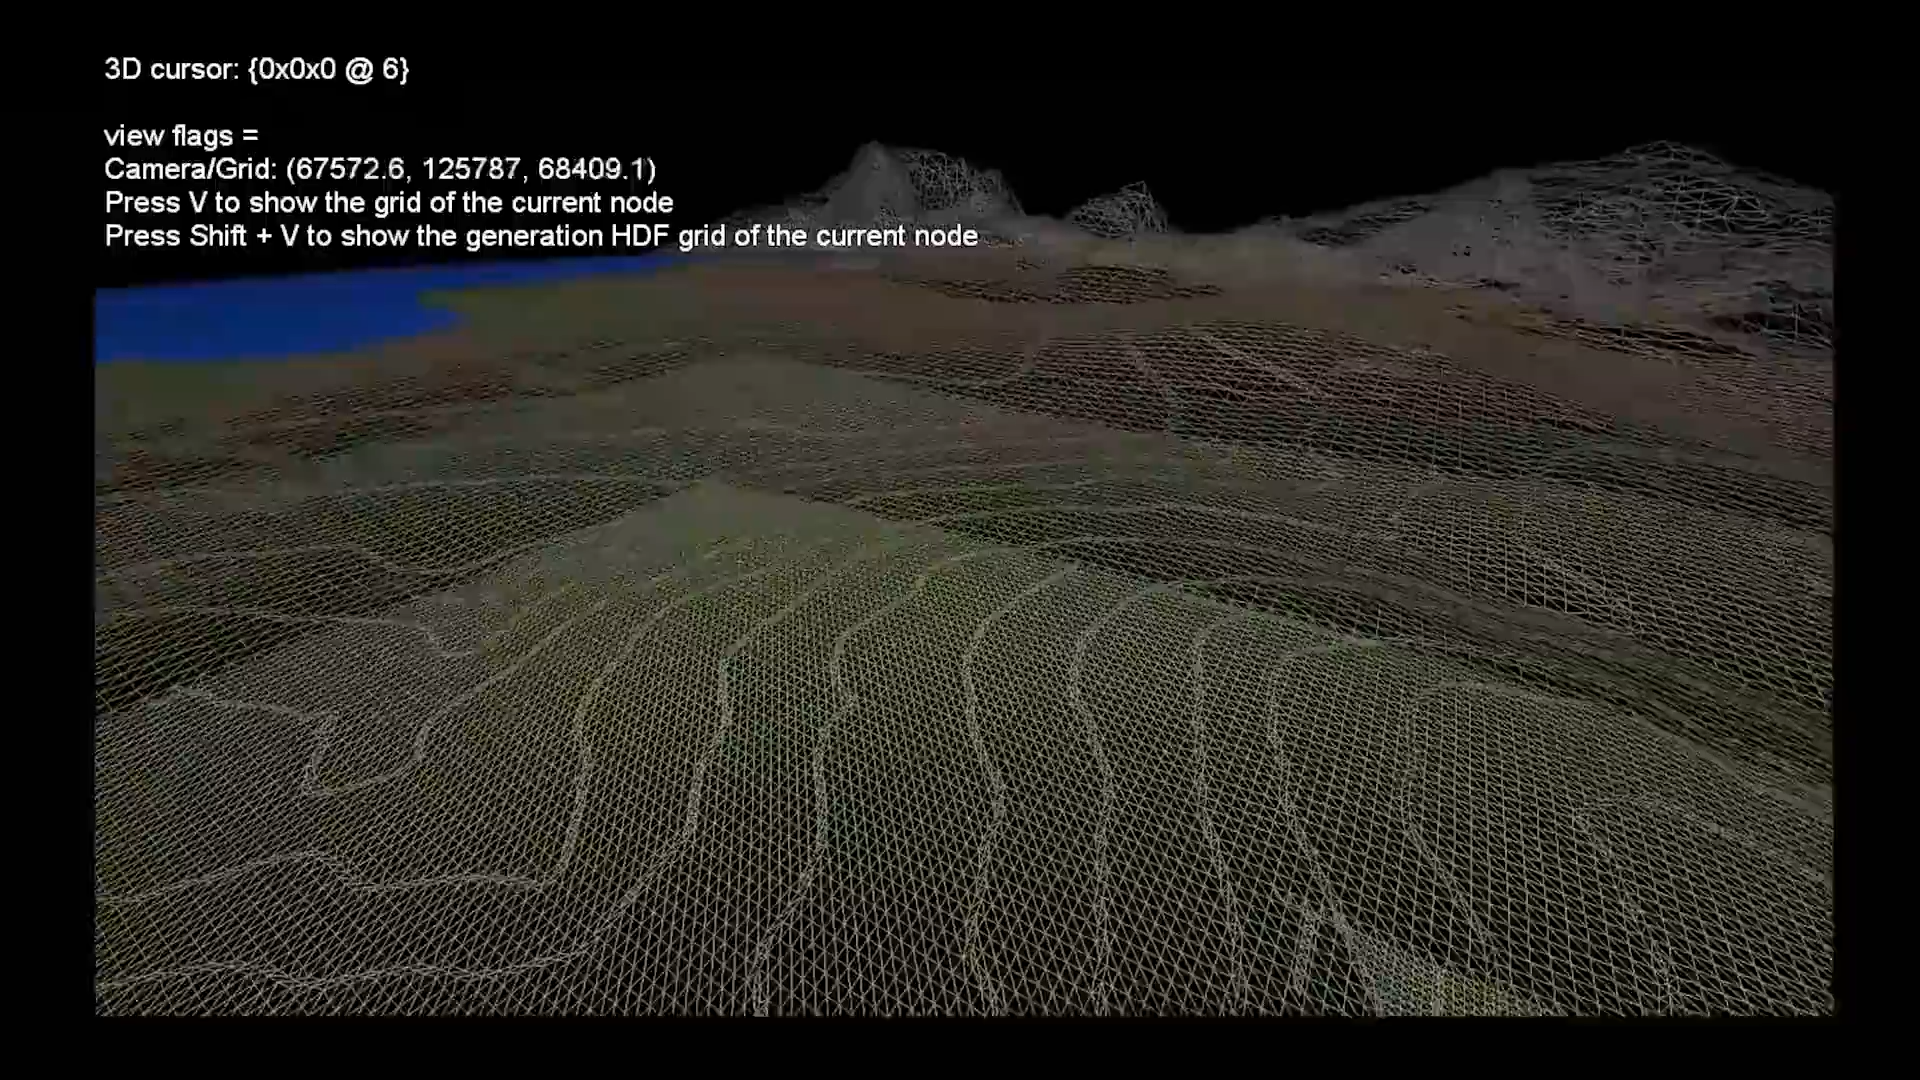 3D cursor: {0x0x0 @ 6}
view flags =
Camera/Grid: (67572.6, 125787, 68409.1)
Press V to show the grid of the current node
Press Shift + V to show the generation HDF grid of the current node